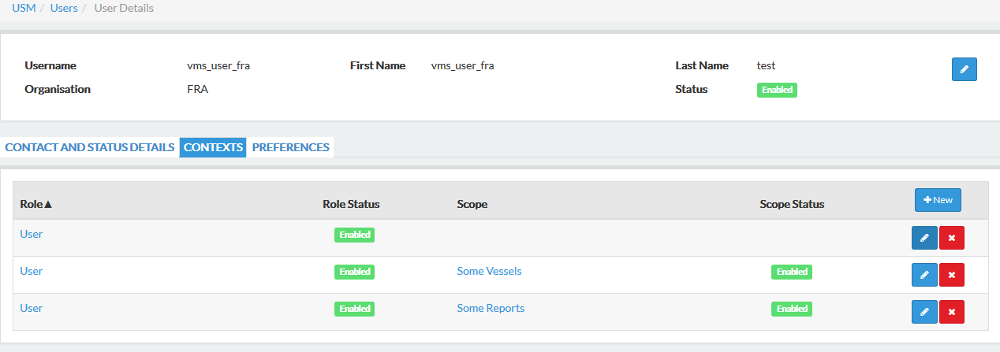 USM / Users / User Details
Username vms_user_fra First Name vms_user_fra Last Name test
Organisation FRA Status Enabled
CONTACT AND STATUS DETAILS CONTEXTS PREFERENCES
Role▲ Role Status Scope Scope Status New
User Enabled
User Enabled Some Vessels Enabled
User Enabled Some Reports Enabled